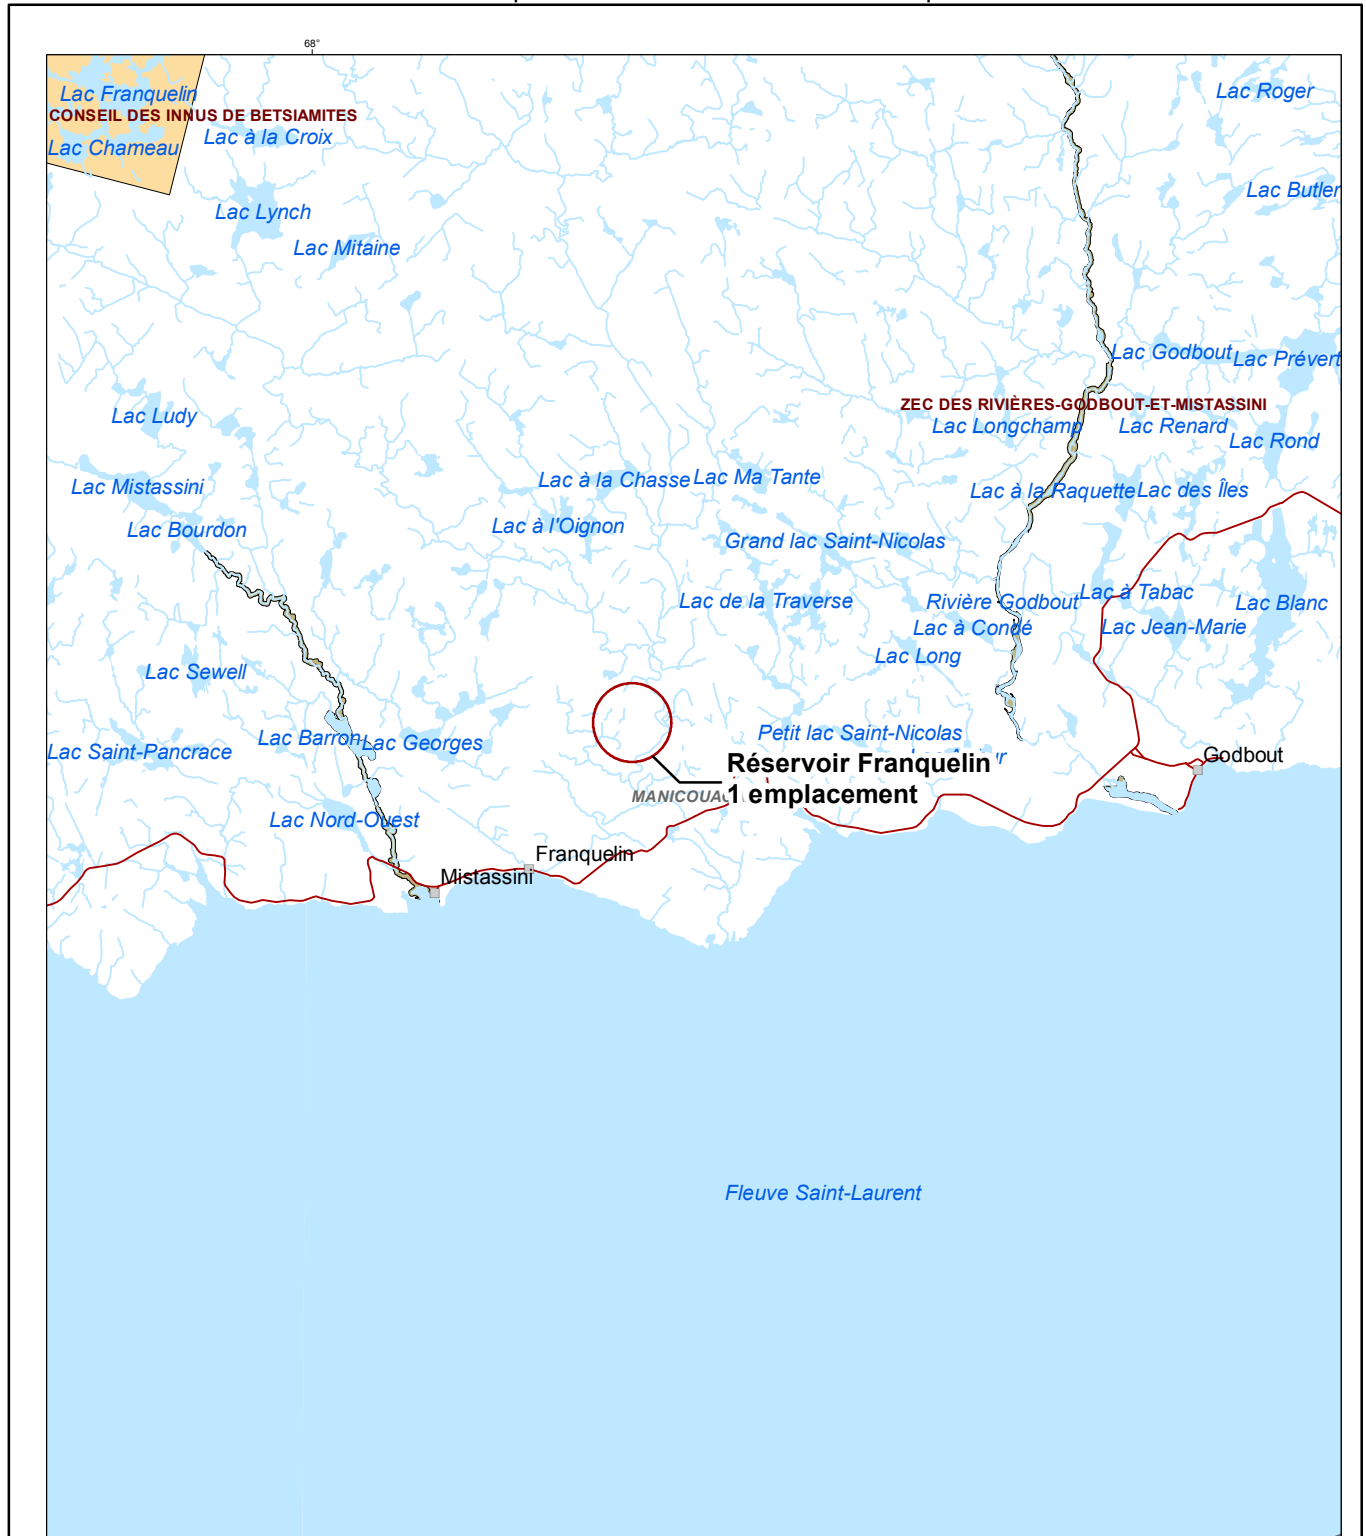 68°
Lac Franquelin
CONSEIL DES INNUS DE BETSIAMITES
Lac à la Croix
Lac Chameau
Lac Roger
Lac Butler
Lac Lynch
Lac Mitaine
Lac Godbout
Lac Prévert
ZEC DES RIVIÈRES-GODBOUT-ET-MISTASSINI
Lac Ludy
Lac Longchamp
Lac Renard
Lac Rond
Lac à la Chasse
Lac Ma Tante
Lac Mistassini
Lac à la Raquette
Lac des Îles
Lac Bourdon
Lac à l'Oignon
Grand lac Saint-Nicolas
Lac de la Traverse
Rivière Godbout
Lac à Tabac
Lac Blanc
Lac à Condé
Lac Jean-Marie
Lac Long
Lac Sewell
Petit lac Saint-Nicolas
Lac Barron
Lac Georges
Lac Saint-Pancrace
Godbout
Réservoir Franquelin
1 emplacement
Lac Nord-Ouest
Franquelin
Mistassini
Fleuve Saint-Laurent